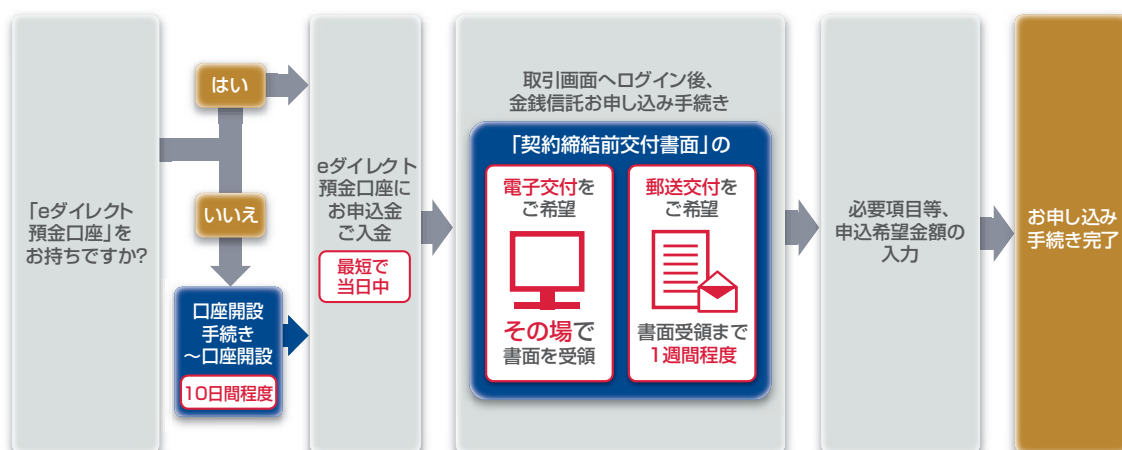 「eダイレクト
預金口座」を
お持ちですか?
はい
いいえ
口座開設
手続き
～口座開設
10日間程度
eダイレクト
預金口座に
お申込金
ご入金
最短で
当日中
取引画面へログイン後、
金銭信託お申し込み手続き
「契約締結前交付書面」の
電子交付を
ご希望
その場で
書面を受領
郵送交付を
ご希望
書面受領まで
1週間程度
必要項目等、
申込希望金額の
入力
お申し込み
手続き完了